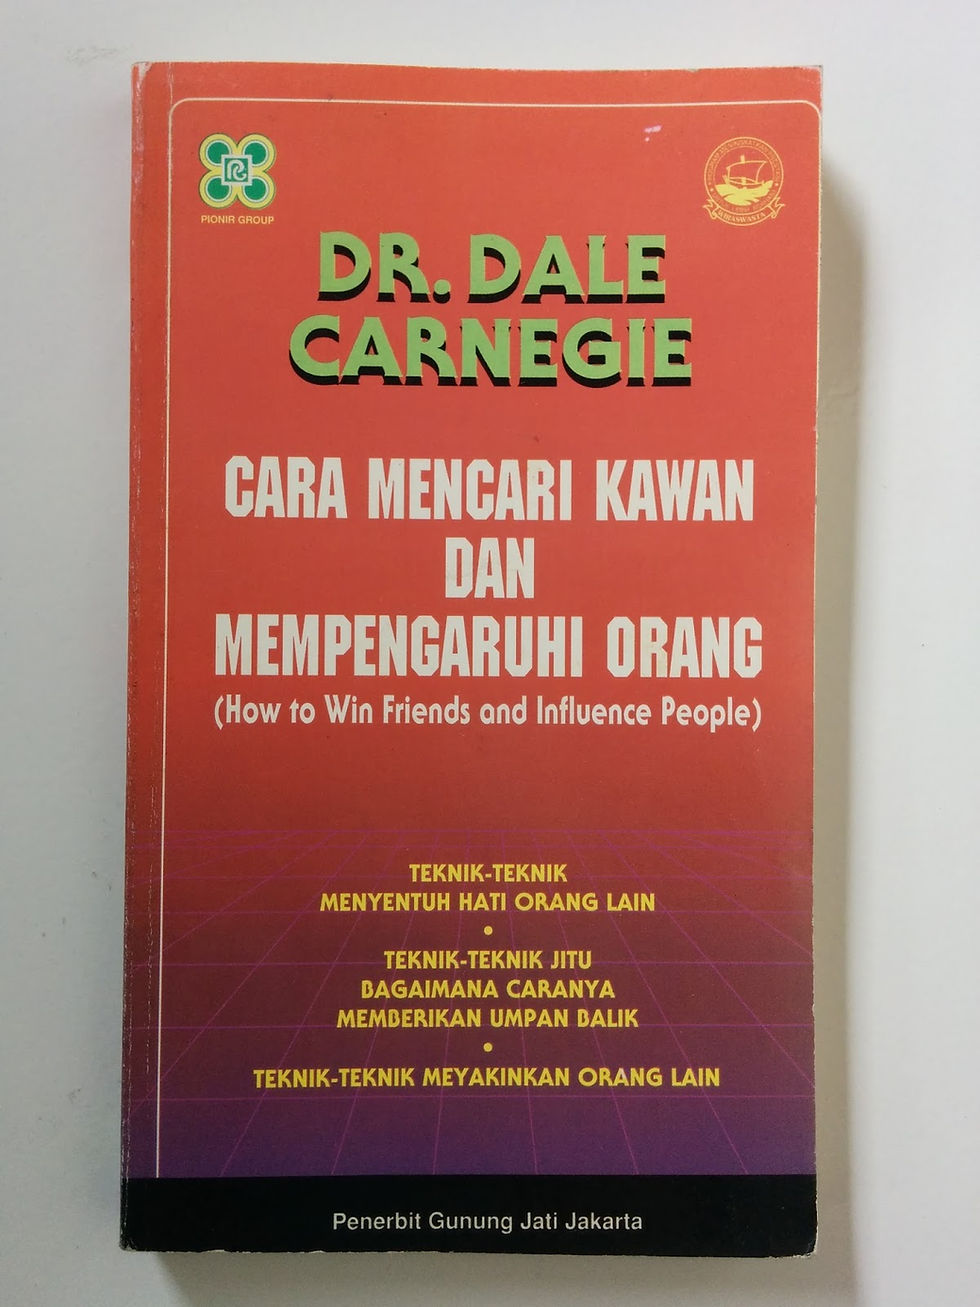 PIONIR GROUP
WIRASWASTA
DR. DALE
CARNEGIE
CARA MENCARI KAWAN
DAN
MEMPENGARUHI ORANG
(How to Win Friends and Influence People)
TEKNIK-TEKNIK
MENYENTUH HATI ORANG LAIN
•
TEKNIK-TEKNIK JITU
BAGAIMANA CARANYA
MEMBERIKAN UMPAN BALIK
•
TEKNIK-TEKNIK MEYAKINKAN ORANG LAIN
Penerbit Gunung Jati Jakarta